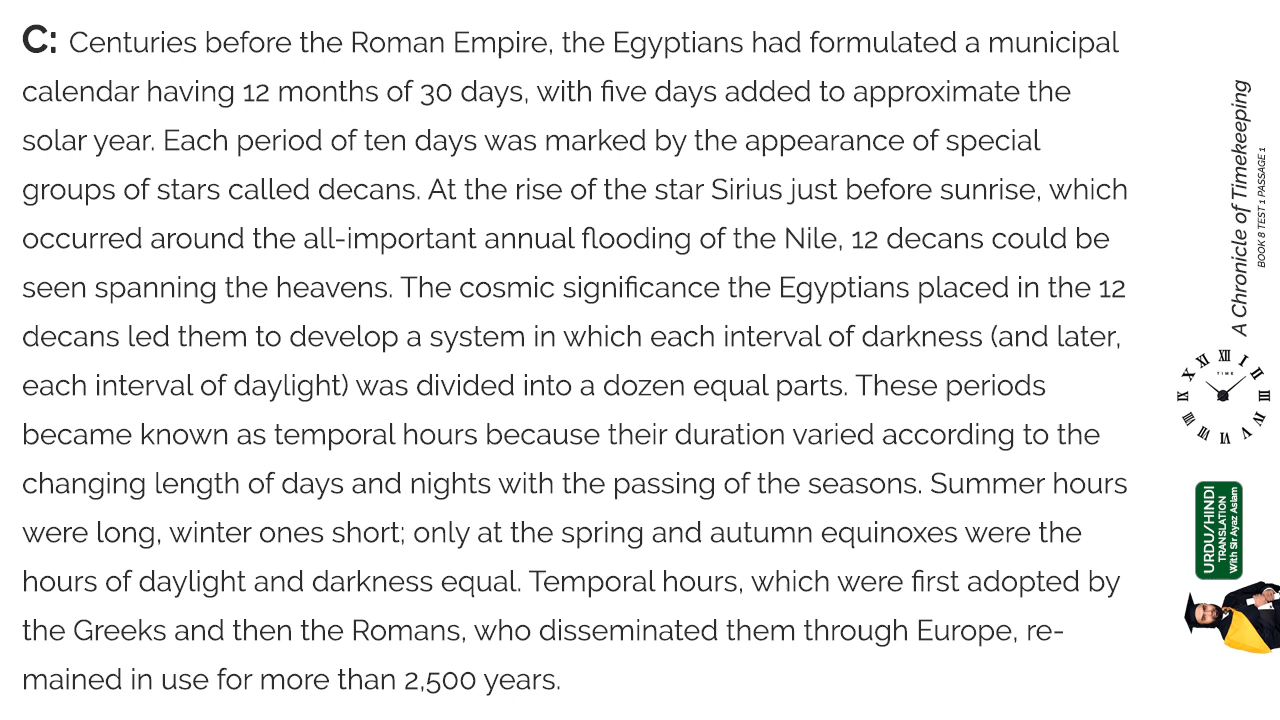 C: Centuries before the Roman Empire, the Egyptians had formulated a municipal
calendar having 12 months of 30 days, with five days added to approximate the
solar year. Each period of ten days was marked by the appearance of special
groups of stars called decans. At the rise of the star Sirius just before sunrise, which
occurred around the all-important annual flooding of the Nile, 12 decans could be
seen spanning the heavens. The cosmic significance the Egyptians placed in the 12
decans led them to develop a system in which each interval of darkness (and later,
each interval of daylight) was divided into a dozen equal parts. These periods
became known as temporal hours because their duration varied according to the
changing length of days and nights with the passing of the seasons. Summer hours
were long, winter ones short; only at the spring and autumn equinoxes were the
hours of daylight and darkness equal. Temporal hours, which were first adopted by
the Greeks and then the Romans, who disseminated them through Europe, re-
mained in use for more than 2,500 years.
A Chronicle of Timekeeping
BOOK 8 TEST 1 PASSAGE 1
XII
I
II
III
IV
V
VI
VII
VIII
IX
X
XI
TIME
URDU/HINDI
TRANSLATION
With Sir Ayaz Aslam